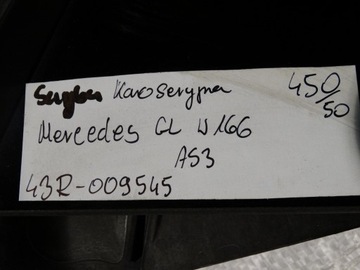 Szyba Karoseryjna 450/50
Mercedes GL W166
AS3
43R-009545